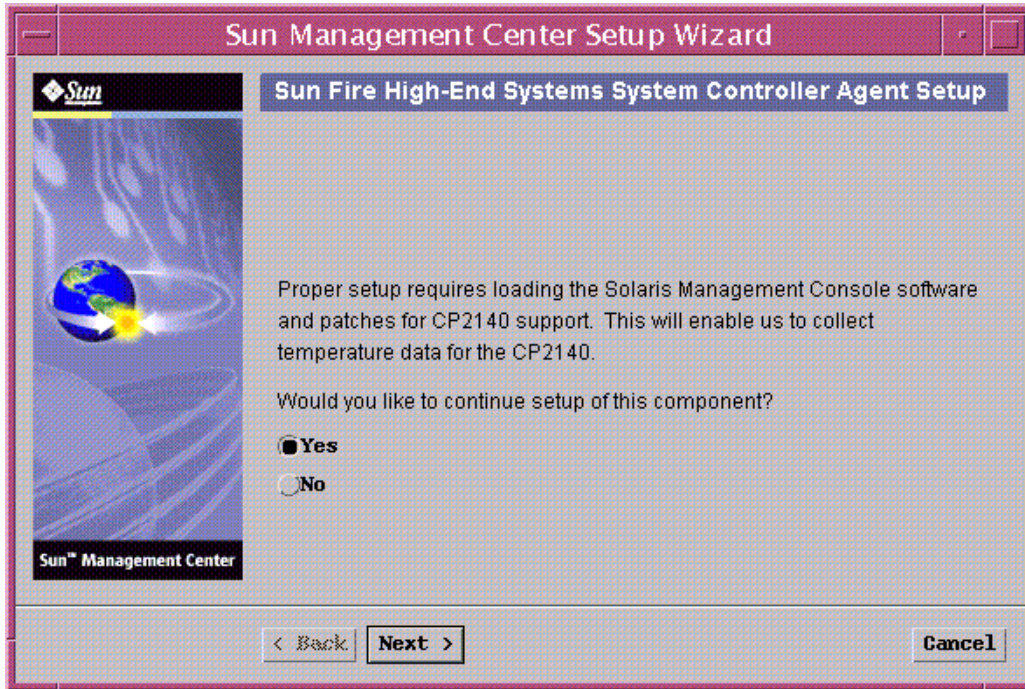 Sun Management Center Setup Wizard
Sun
Sun Fire High-End Systems System Controller Agent Setup
Proper setup requires loading the Solaris Management Console software
and patches for CP2140 support. This will enable us to collect
temperature data for the CP2140.
Would you like to continue setup of this component?
Yes
No
Sun™ Management Center
< Back
Next >
Cancel